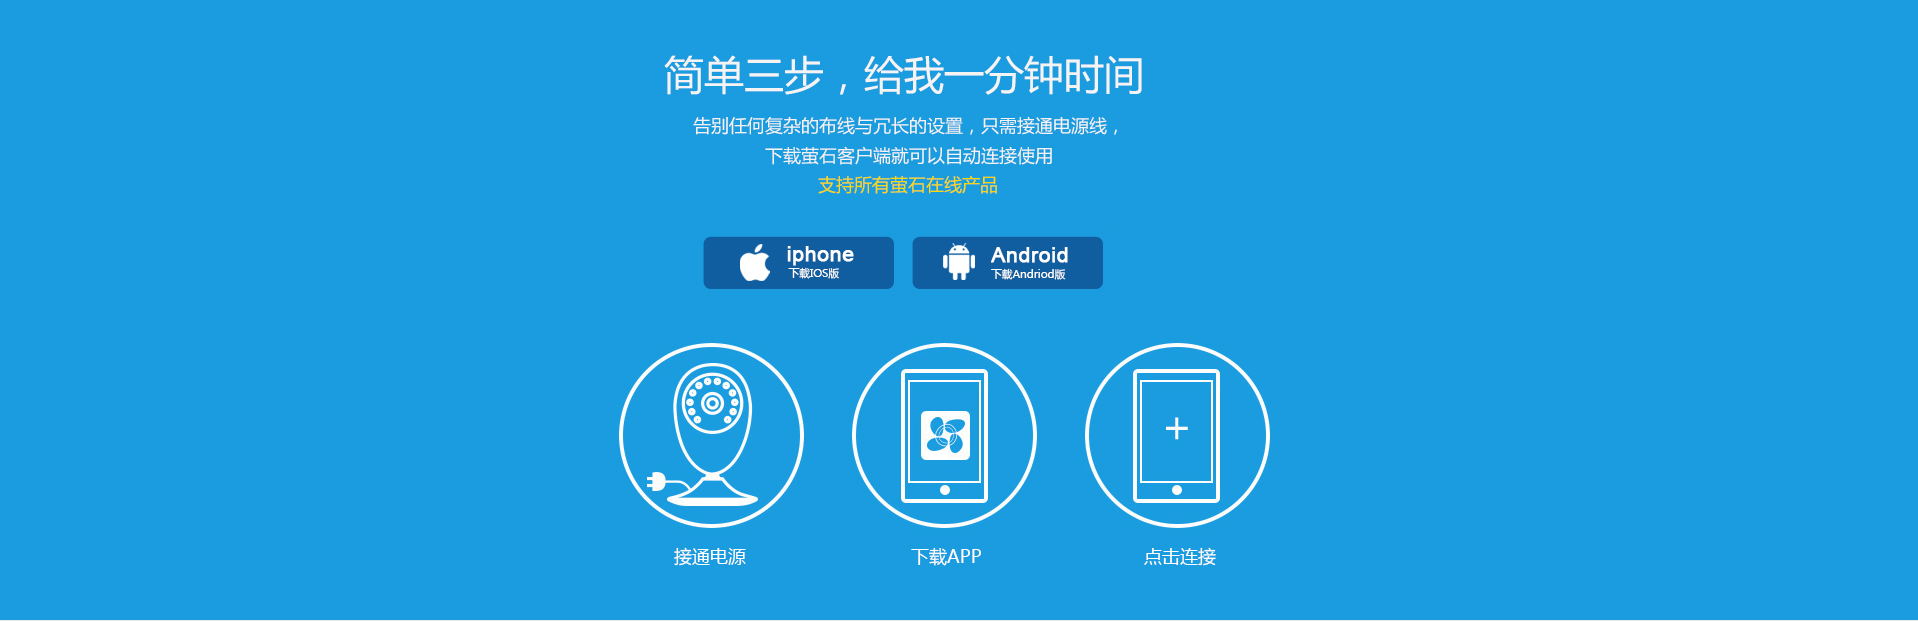 简单三步，给我一分钟时间
告别任何复杂的布线与冗长的设置，只需接通电源线，
下载萤石客户端就可以自动连接使用
支持所有萤石在线产品
iphone
下载IOS版
Android
下载Andriod版
接通电源
下载APP
点击连接